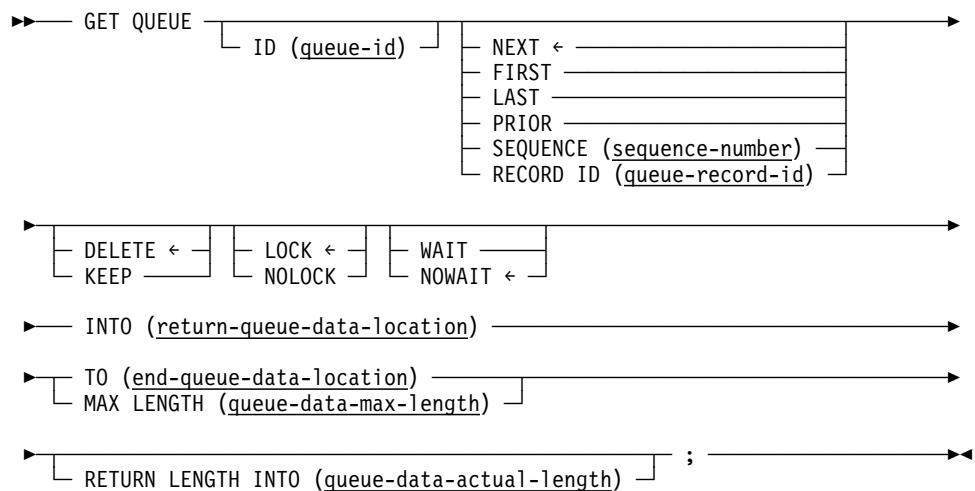 GET QUEUE
ID (queue-id) NEXT ←
FIRST
LAST
PRIOR
SEQUENCE (sequence-number)
RECORD ID (queue-record-id)
DELETE ← LOCK ← WAIT
KEEP NOLOCK NOWAIT ←
INTO (return-queue-data-location)
TO (end-queue-data-location)
MAX LENGTH (queue-data-max-length)
;
RETURN LENGTH INTO (queue-data-actual-length)